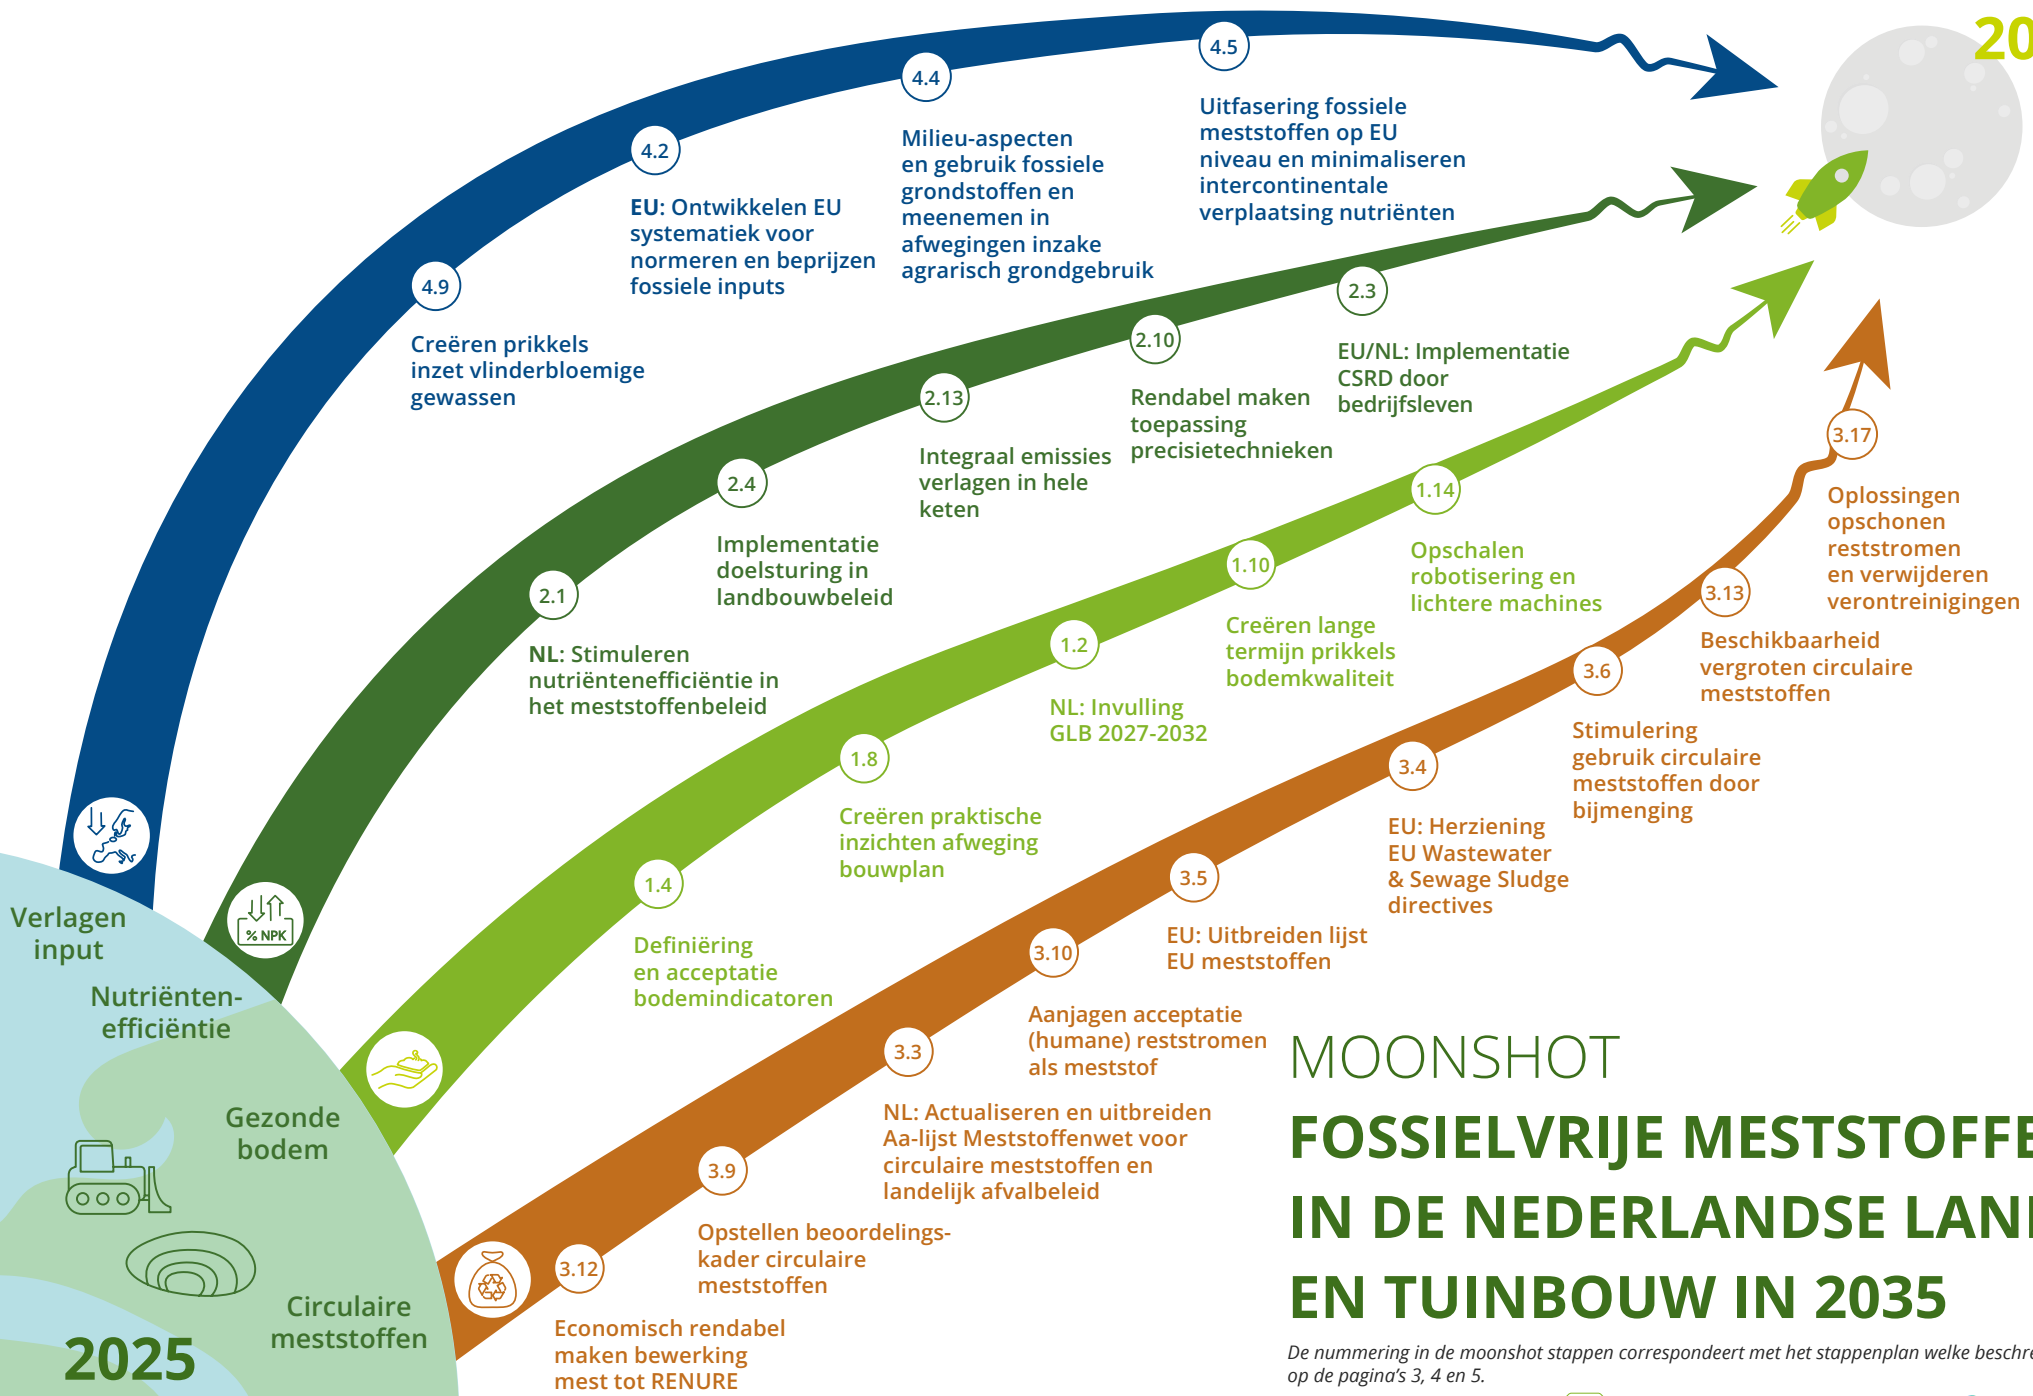 20
4.5
4.4
4.2
4.9
Uitfasering fossiele
meststoffen op EU
niveau en minimaliseren
intercontinentale
verplaatsing nutriënten
Milieu-aspecten
en gebruik fossiele
grondstoffen en
meenemen in
afwegingen inzake
agrarisch grondgebruik
EU: Ontwikkelen EU
systematiek voor
normeren en beprijzen
fossiele inputs
Creëren prikkels
inzet vlinderbloemige
gewassen
2.3
EU/NL: Implementatie
CSRD door
bedrijfsleven
2.10
Rendabel maken
toepassing
precisietechnieken
2.13
Integraal emissies
verlagen in hele
keten
2.4
Implementatie
doelsturing in
landbouwbeleid
2.1
NL: Stimuleren
nutriëntenefficiëntie in
het meststoffenbeleid
1.14
Opschalen
robotisering en
lichtere machines
1.10
Creëren lange
termijn prikkels
bodemkwaliteit
1.2
NL: Invulling
GLB 2027-2032
1.8
Creëren praktische
inzichten afweging
bouwplan
1.4
Definiëring
en acceptatie
bodemindicatoren
3.17
Oplossingen
opschonen
reststromen
en verwijderen
verontreinigingen
3.13
Beschikbaarheid
vergroten circulaire
meststoffen
3.6
Stimulering
gebruik circulaire
meststoffen door
bijmenging
3.4
EU: Herziening
EU Wastewater
& Sewage Sludge
directives
3.5
EU: Uitbreiden lijst
EU meststoffen
3.10
Aanjagen acceptatie
(humane) reststromen
als meststof
3.3
NL: Actualiseren en uitbreiden
Aa-lijst Meststoffenwet voor
circulaire meststoffen en
landelijk afvalbeleid
3.9
Opstellen beoordelings-
kader circulaire
meststoffen
3.12
Economisch rendabel
maken bewerking
mest tot RENURE
% NPK
Verlagen
input
Nutriënten-
efficiëntie
Gezonde
bodem
Circulaire
meststoffen
2025
MOONSHOT
FOSSIELVRIJE MESTSTOFFE
IN DE NEDERLANDSE LAN
EN TUINBOUW IN 2035
De nummering in de moonshot stappen correspondeert met het stappenplan welke beschre
op de pagina's 3, 4 en 5.